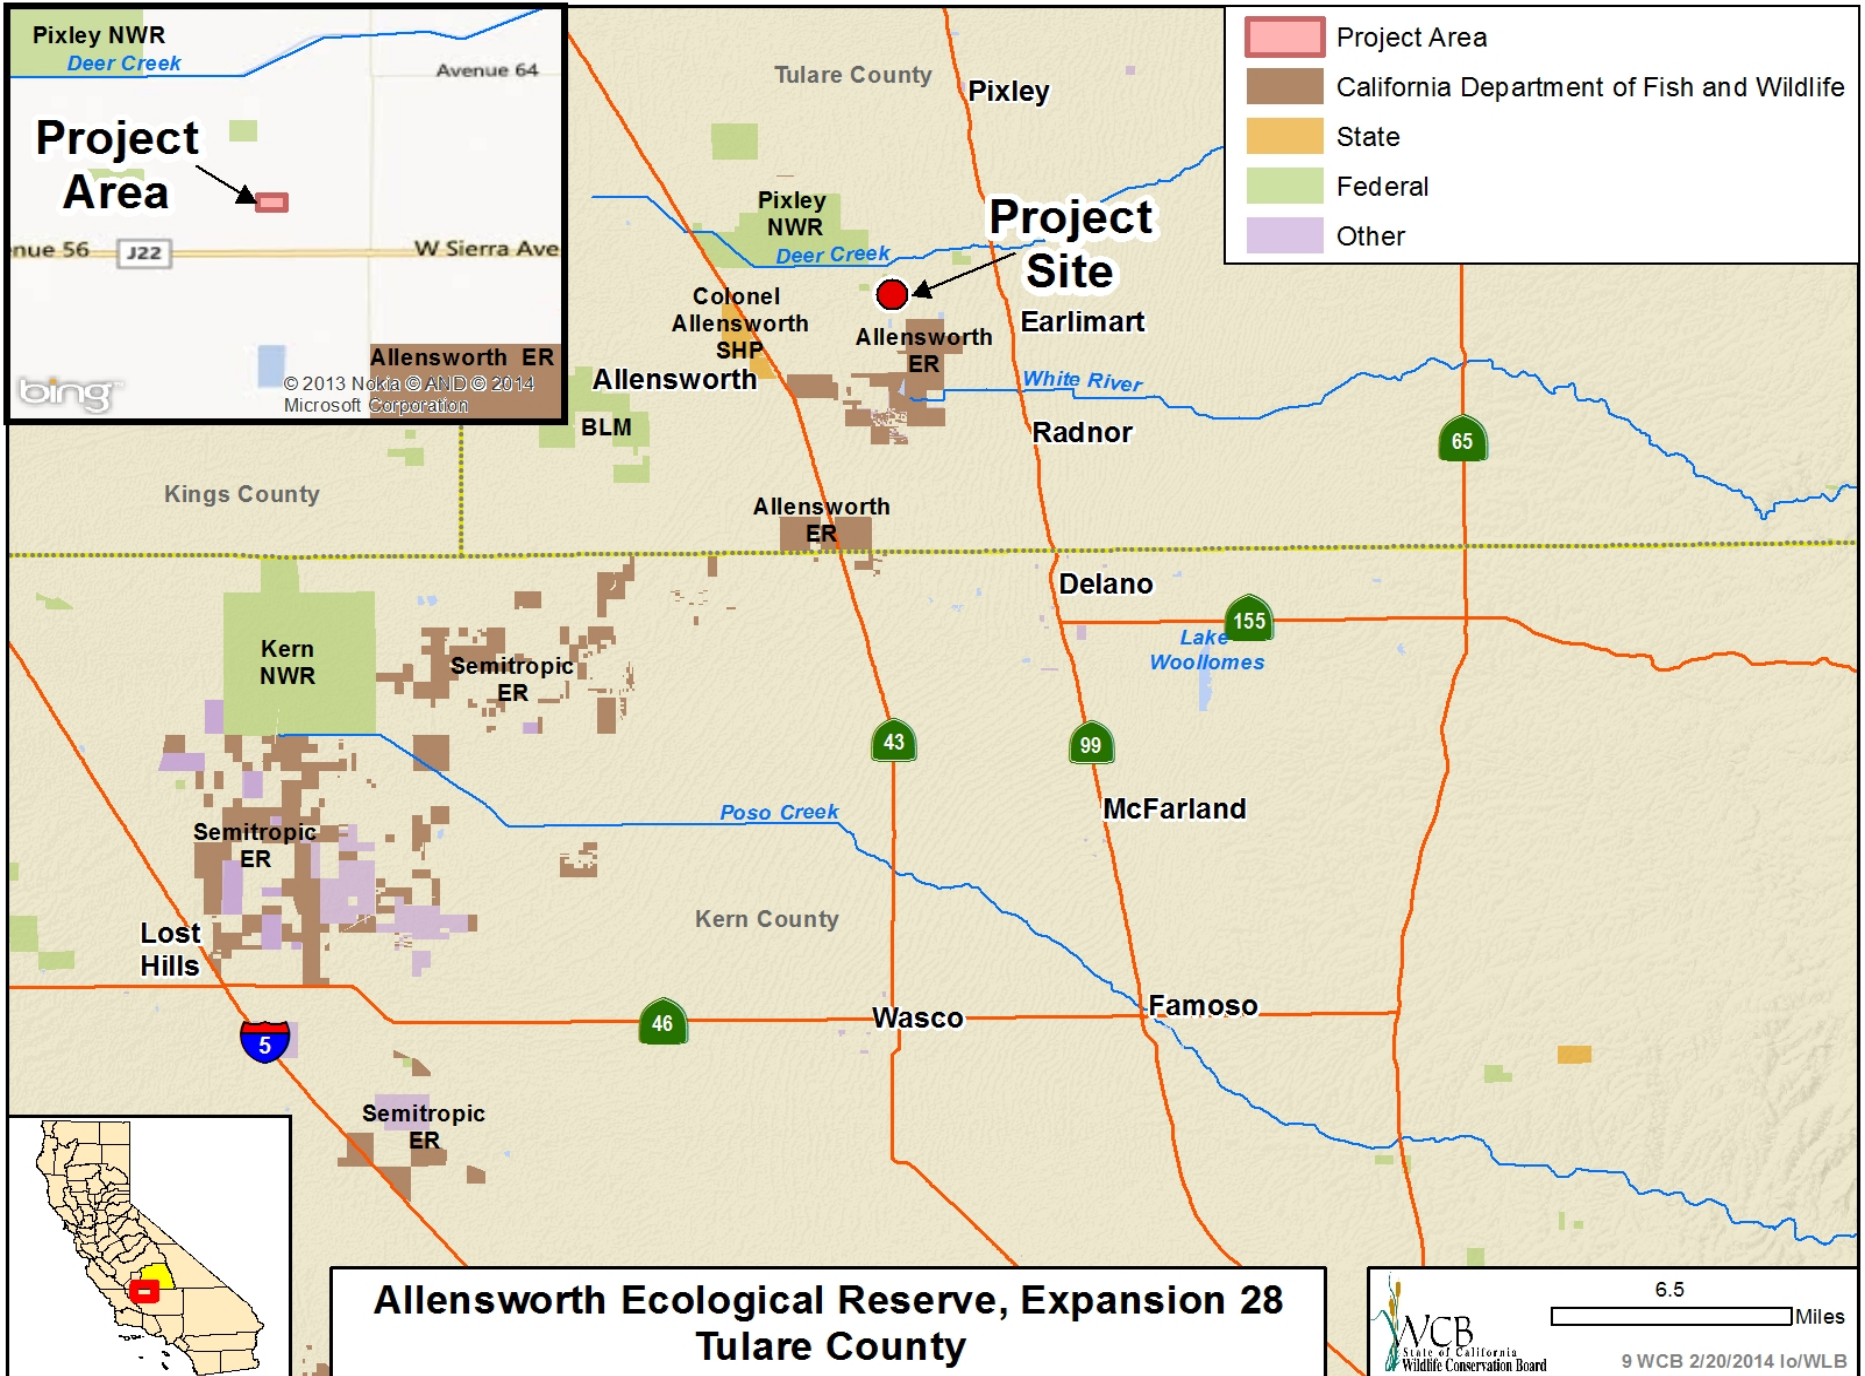 Pixley NWR
Deer Creek
Avenue 64
Project
Area
nue 56
J22
W Sierra Ave
Allensworth ER
bing
© 2013 Nokia © AND © 2014
Microsoft Corporation
Project Area
California Department of Fish and Wildlife
State
Federal
Other
Tulare County
Pixley
Pixley
NWR
Deer Creek
Project
Site
Colonel
Allensworth
SHP
Earlimart
Allensworth
ER
Allensworth
White River
BLM
Radnor
65
Kings County
Allensworth
ER
Delano
155
Lake
Woollomes
Kern
NWR
Semitropic
ER
43
99
Poso Creek
McFarland
Semitropic
ER
Kern County
Lost
Hills
46
Wasco
Famoso
5
Semitropic
ER
Allensworth Ecological Reserve, Expansion 28
Tulare County
6.5
Miles
WCB
State of California
Wildlife Conservation Board
9 WCB 2/20/2014 lo/WLB